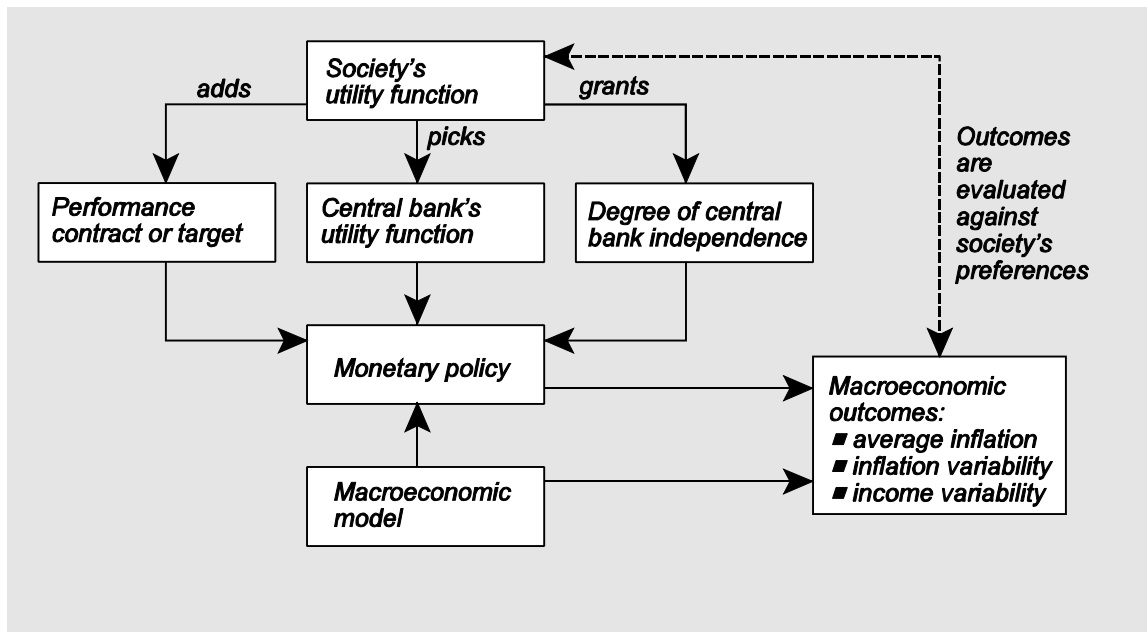 Society's
utility function
adds
grants
picks
Outcomes
are
evaluated
against
society's
preferences
Performance
contract or target
Central bank's
utility function
Degree of central
bank independence
Monetary policy
Macroeconomic
outcomes:
■ average inflation
■ inflation variability
■ income variability
Macroeconomic
model